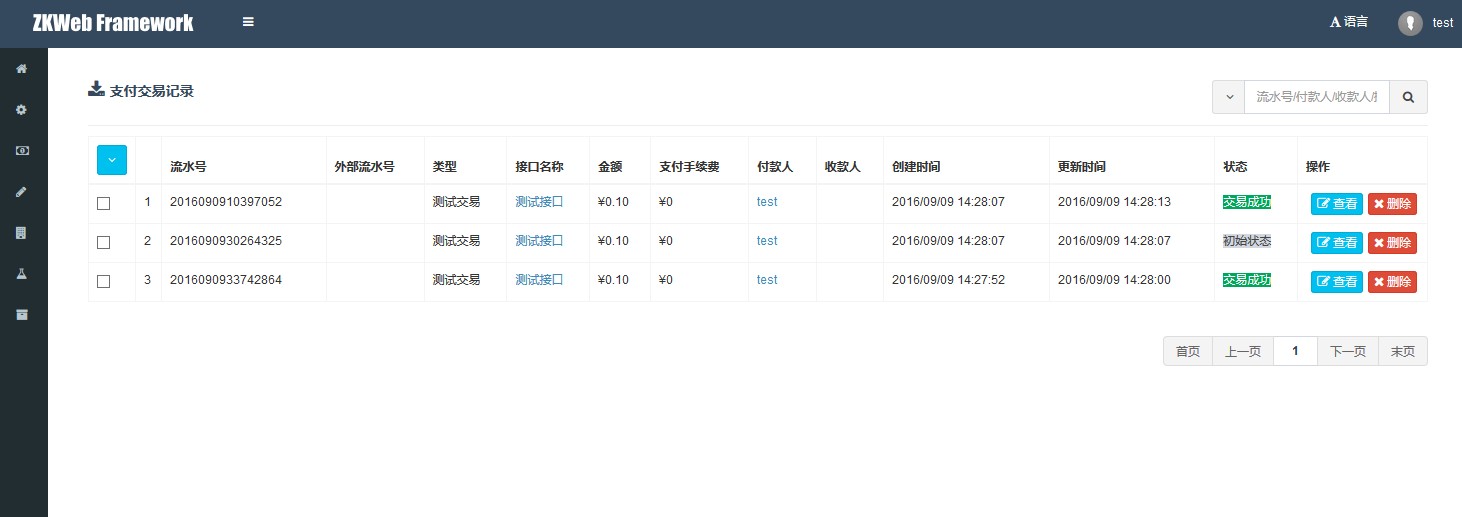 ZKWeb Framework
A 语言 test
支付交易记录
流水号/付款人/收款人/
流水号 外部流水号 类型 接口名称 金额 支付手续费 付款人 收款人 创建时间 更新时间 状态 操作
1 2016090910397052 测试交易 测试接口 ¥0.10 ¥0 test 2016/09/09 14:28:07 2016/09/09 14:28:13 交易成功 查看 删除
2 2016090930264325 测试交易 测试接口 ¥0.10 ¥0 test 2016/09/09 14:28:07 2016/09/09 14:28:07 初始状态 查看 删除
3 2016090933742864 测试交易 测试接口 ¥0.10 ¥0 test 2016/09/09 14:27:52 2016/09/09 14:28:00 交易成功 查看 删除
首页 上一页 1 下一页 末页